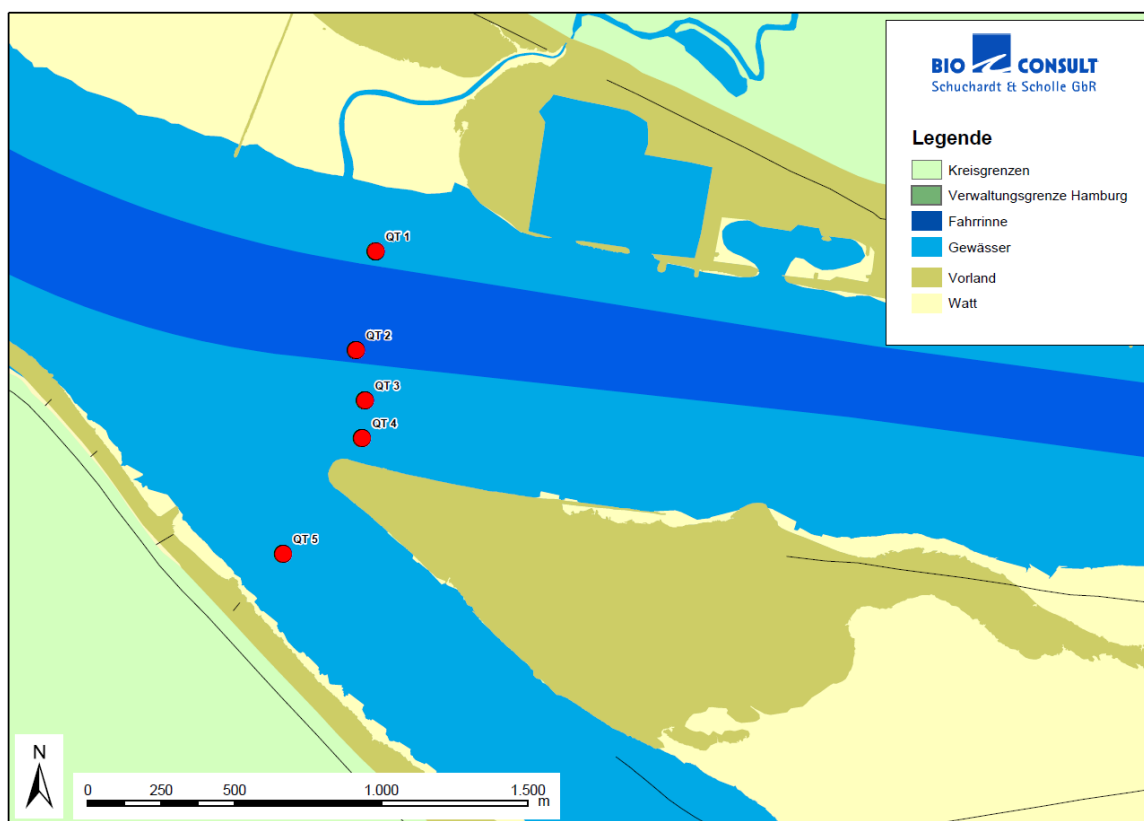 BIO CONSULT
Schuchardt & Scholle GbR
Legende
Kreisgrenzen
Verwaltungsgrenze Hamburg
Fahrrinne
Gewässer
Vorland
Watt
QT 1
QT 2
QT 3
QT 4
QT 5
N
0 250 500 1.000 1.500
m